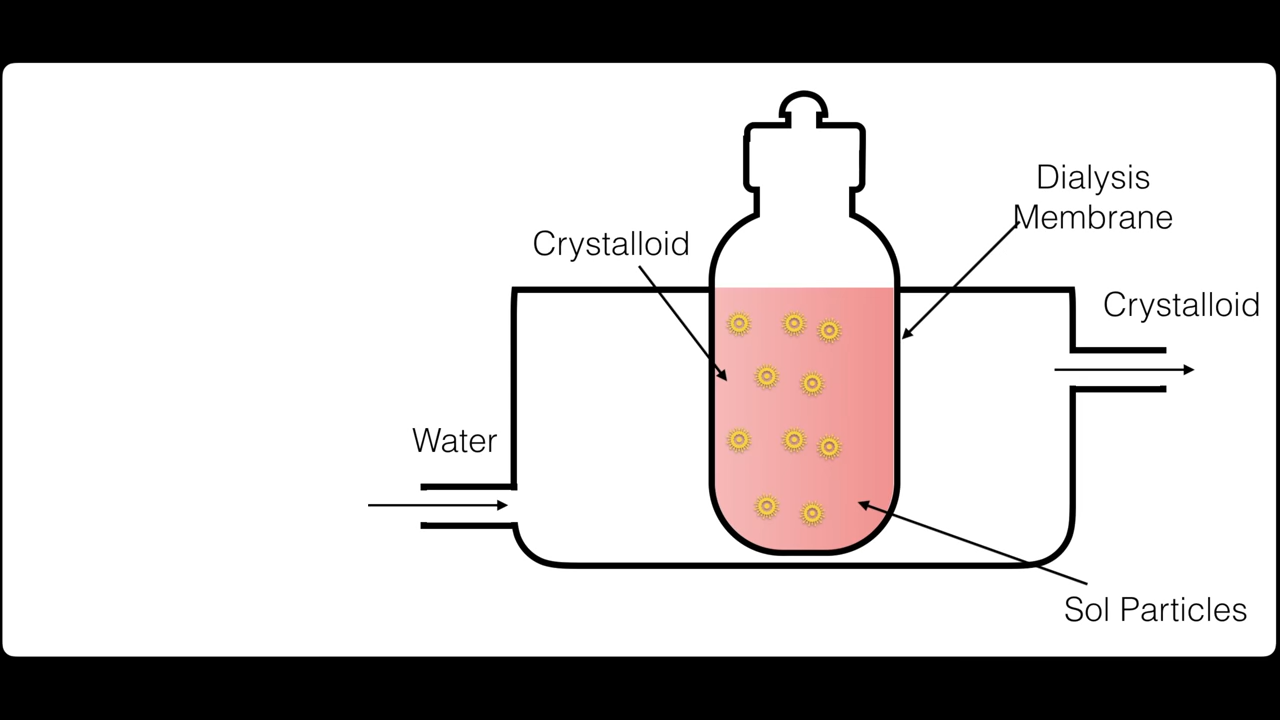 Dialysis
Membrane
Crystalloid
Crystalloid
Water
Sol Particles